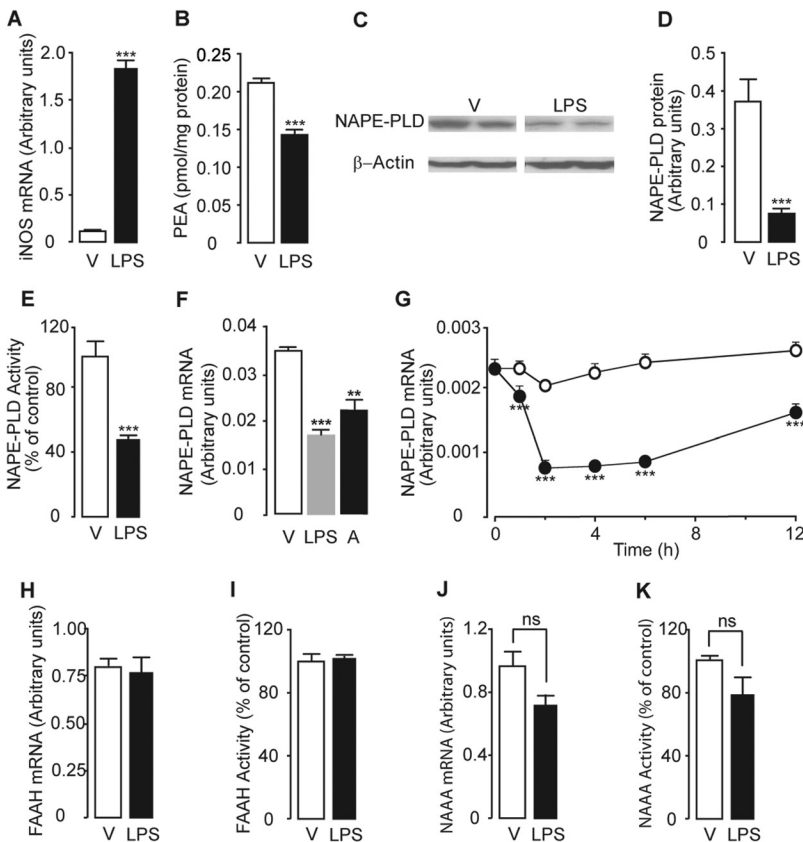 A
iNOS mRNA (Arbitrary units)
2.0
1.5
1.0
0.5
0
***
V LPS
B
PEA (pmol/mg protein)
0.25
0.20
0.15
0.10
0.05
0.00
***
V LPS
C
V LPS
NAPE-PLD
β–Actin
D
NAPE-PLD protein
(Arbitrary units)
0.5
0.4
0.3
0.2
0.1
0
***
V LPS
E
NAPE-PLD Activity
(% of control)
120
80
40
0
***
V LPS
F
NAPE-PLD mRNA
(Arbitrary units)
0.04
0.03
0.02
0.01
0
***
**
V LPS A
G
NAPE-PLD mRNA
(Arbitrary units)
0.003
0.002
0.001
0
***
***
***
***
***
0 4 8 12
Time (h)
H
FAAH mRNA (Arbitrary units)
1.00
0.75
0.50
0.25
0
V LPS
I
FAAH Activity (% of control)
120
80
40
0
V LPS
J
NAAA mRNA (Arbitrary units)
1.2
0.8
0.4
0
ns
V LPS
K
NAAA Activity (% of control)
120
80
40
0
ns
V LPS